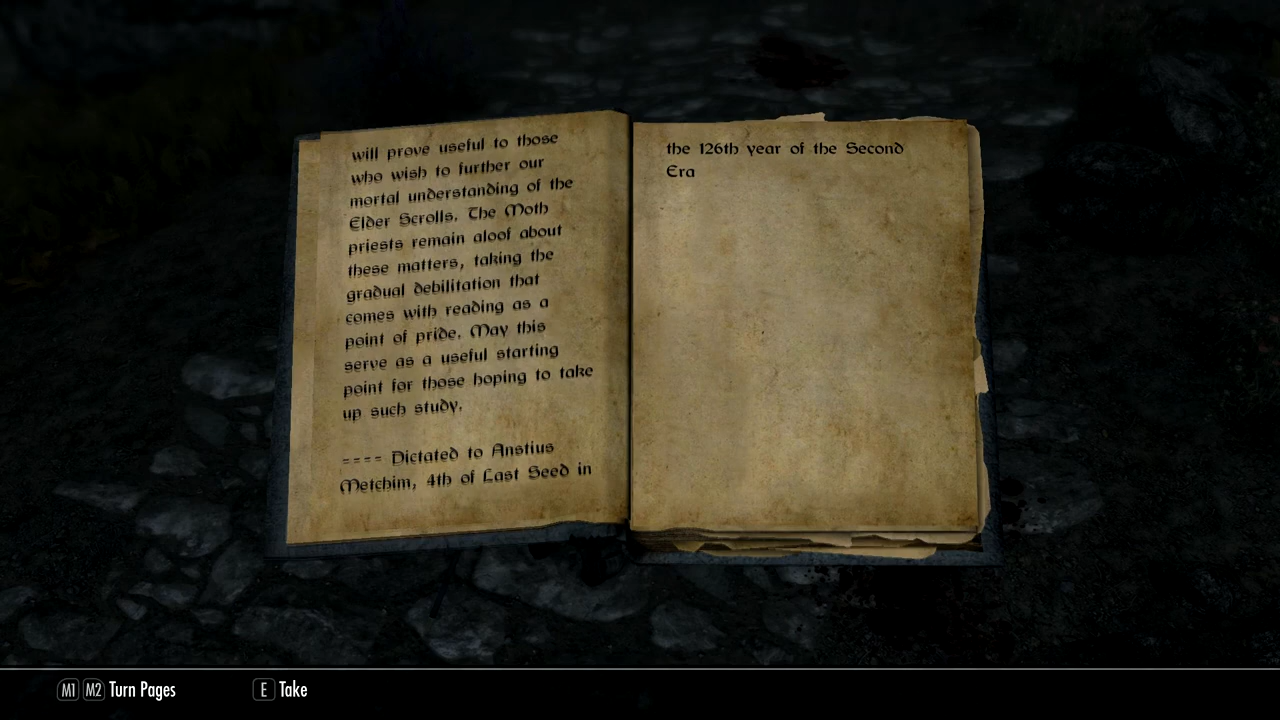 will prove useful to those
who wish to further our
mortal understanding of the
Elder Scrolls. The Moth
priests remain aloof about
these matters, taking the
gradual debilitation that
comes with reading as a
point of pride. May this
serve as a useful starting
point for those hoping to take
up such study.
---- Dictated to Anstius
Metchim, 4th of Last Seed in
the 126th year of the Second
Era
M1 M2 Turn Pages
E Take